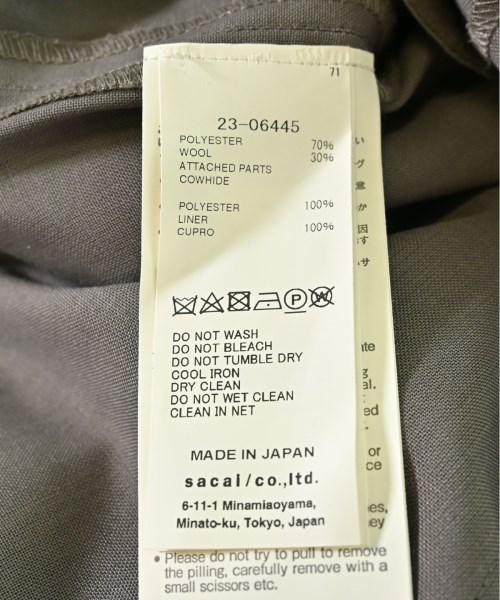 71
23-06445
POLYESTER 70%
WOOL 30%
ATTACHED PARTS
COWHIDE
POLYESTER 100%
LINER
CUPRO 100%
DO NOT WASH
DO NOT BLEACH
DO NOT TUMBLE DRY
COOL IRON
DRY CLEAN
DO NOT WET CLEAN
CLEAN IN NET
MADE IN JAPAN
sacai/co.,ltd.
6-11-1 Minamiaoyama,
Minato-ku, Tokyo, Japan
or
• Please do not try to pull to remove
the pilling, carefully remove with a
small scissors etc.